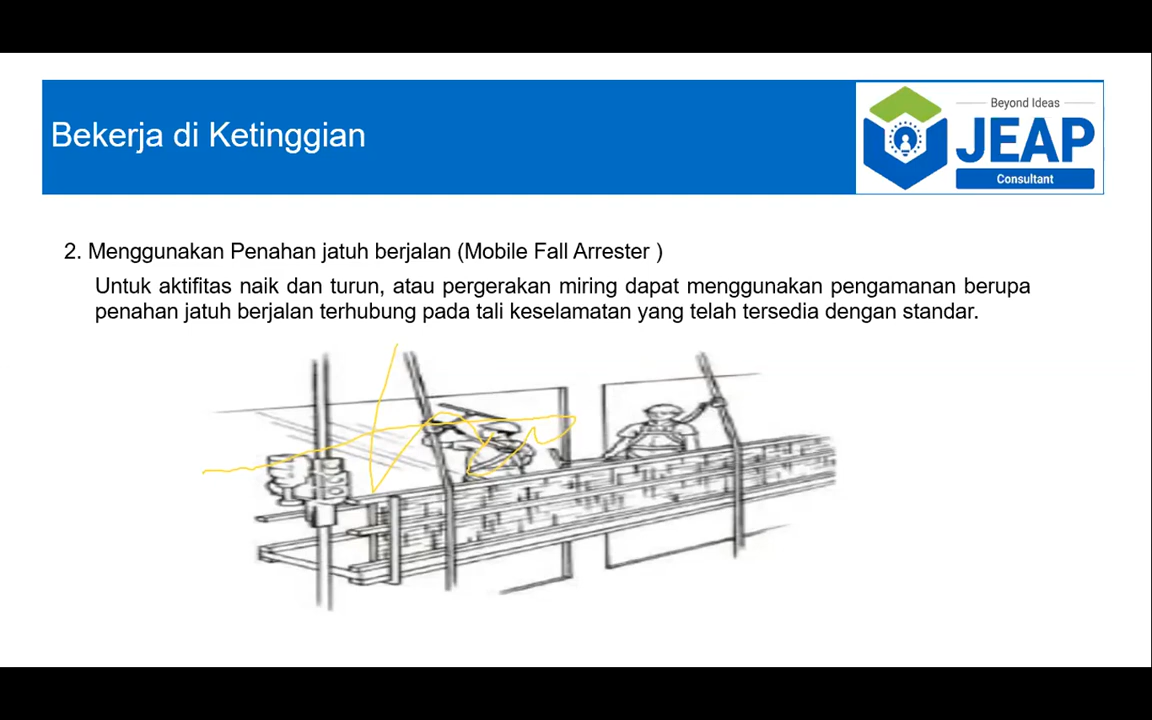 Bekerja di Ketinggian
Beyond Ideas
JEAP
Consultant
2. Menggunakan Penahan jatuh berjalan (Mobile Fall Arrester )
Untuk aktifitas naik dan turun, atau pergerakan miring dapat menggunakan pengamanan berupa
penahan jatuh berjalan terhubung pada tali keselamatan yang telah tersedia dengan standar.